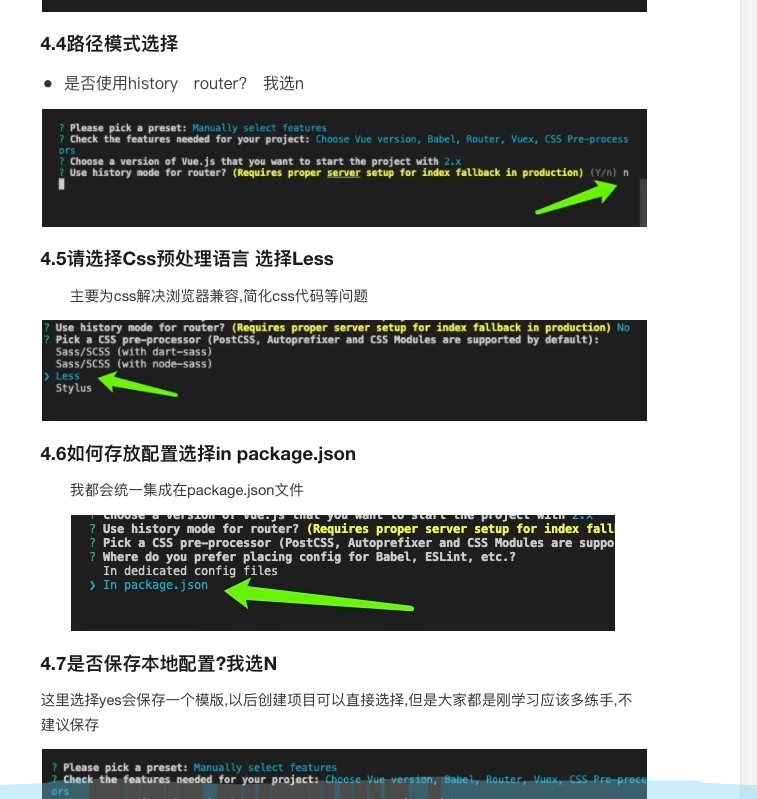 4.4路径模式选择
是否使用history router? 我选n
? Please pick a preset: Manually select features
? Check the features needed for your project: Choose Vue version, Babel, Router, Vuex, CSS Pre-process
ors
? Choose a version of Vue.js that you want to start the project with 2.x
? Use history mode for router? (Requires proper server setup for index fallback in production) (Y/n) n
4.5请选择Css预处理语言 选择Less
主要为css解决浏览器兼容,简化css代码等问题
? Use history mode for router? (Requires proper server setup for index fallback in production) No
? Pick a CSS pre-processor (PostCSS, Autoprefixer and CSS Modules are supported by default):
Sass/SCSS (with dart-sass)
Sass/SCSS (with node-sass)
❯ Less
Stylus
4.6如何存放配置选择in package.json
我都会统一集成在package.json文件
? Choose a version of Vue.js that you want to start the project with 2.x
? Use history mode for router? (Requires proper server setup for index fall
? Pick a CSS pre-processor (PostCSS, Autoprefixer and CSS Modules are suppo
? Where do you prefer placing config for Babel, ESLint, etc.?
In dedicated config files
❯ In package.json
4.7是否保存本地配置?我选N
这里选择yes会保存一个模版,以后创建项目可以直接选择,但是大家都是刚学习应该多练手,不
建议保存
? Please pick a preset: Manually select features
? Check the features needed for your project: Choose Vue version, Babel, Router, Vuex, CSS Pre-proce
ors